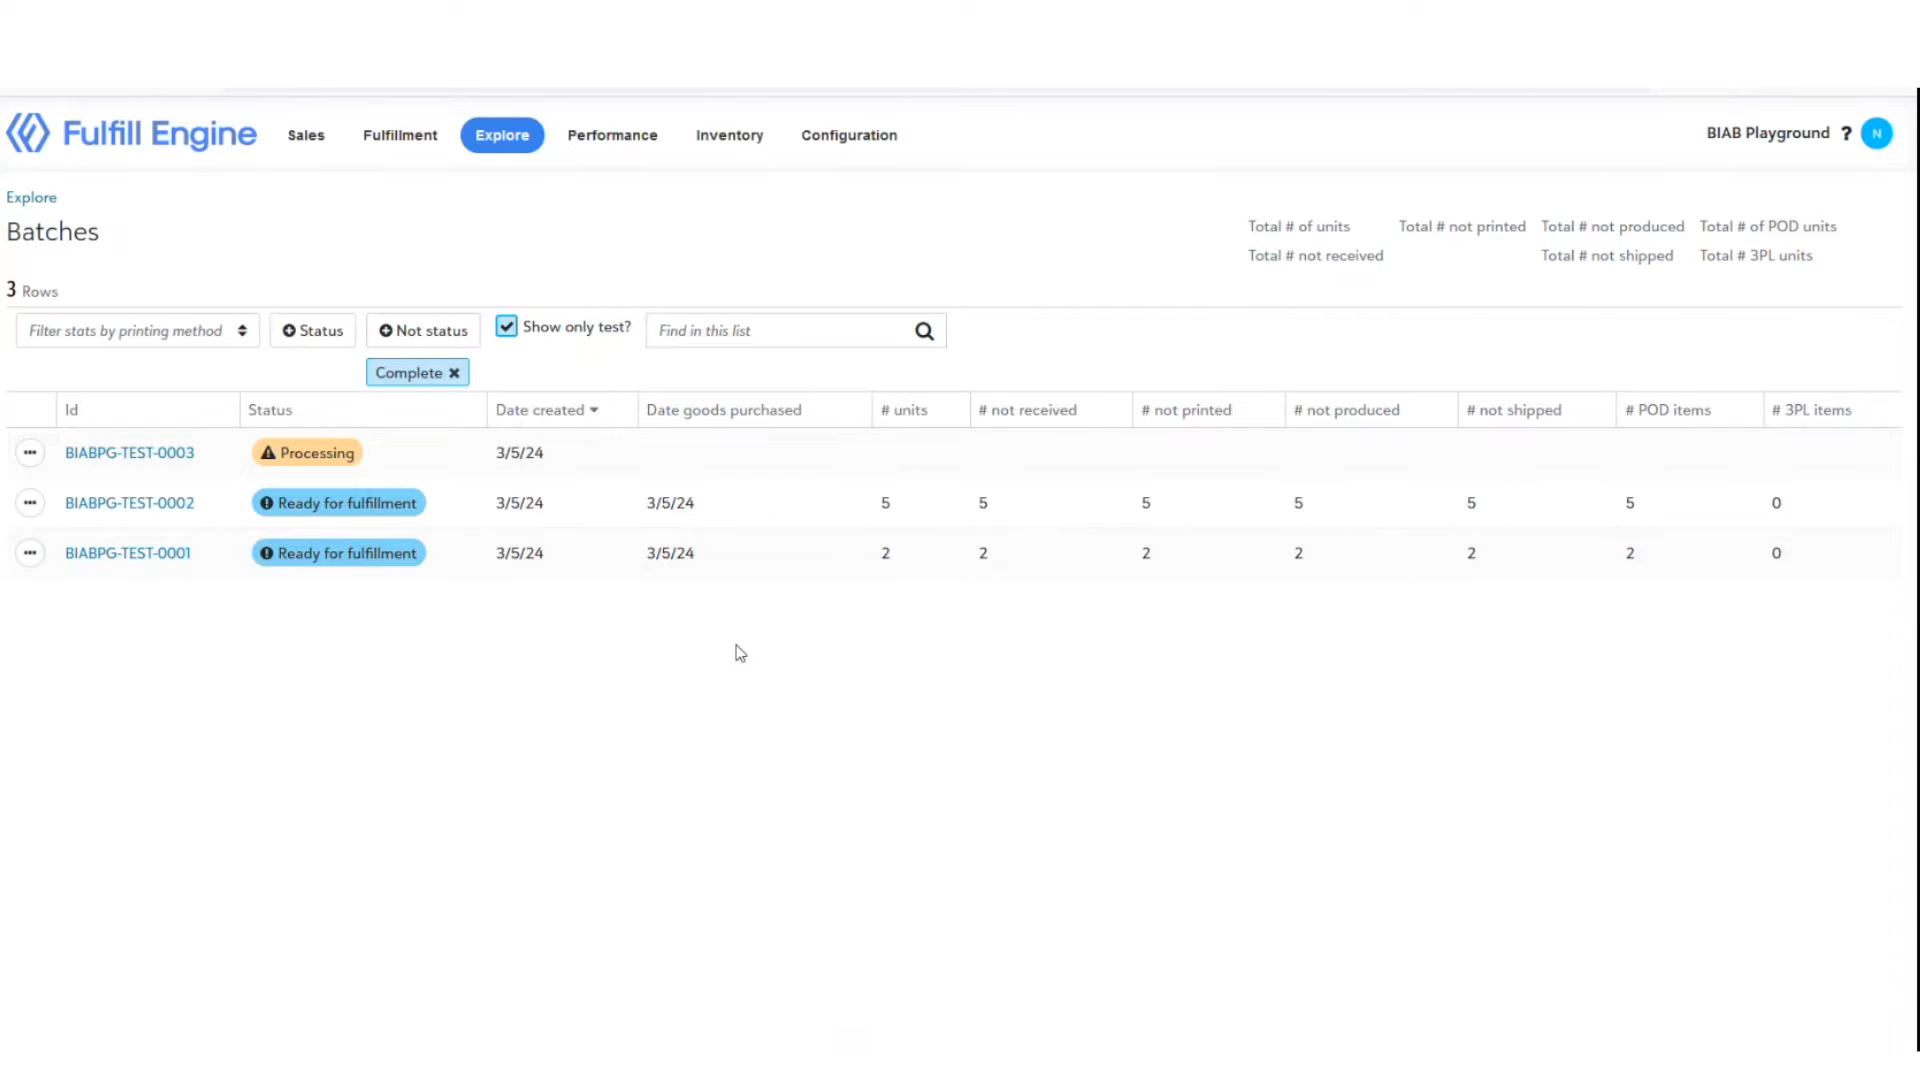 Fulfill Engine Sales Fulfillment Explore Performance Inventory Configuration BIAB Playground ? N
Explore
Batches
Total # of units Total # not printed Total # not produced Total # of POD units
Total # not received Total # not shipped Total # 3PL units
3 Rows
Filter stats by printing method Status Not status Show only test? Find in this list
Complete
Id Status Date created Date goods purchased # units # not received # not printed # not produced # not shipped # POD items # 3PL items
BIABPG-TEST-0003 Processing 3/5/24
BIABPG-TEST-0002 Ready for fulfillment 3/5/24 3/5/24 5 5 5 5 5 5 0
BIABPG-TEST-0001 Ready for fulfillment 3/5/24 3/5/24 2 2 2 2 2 2 0